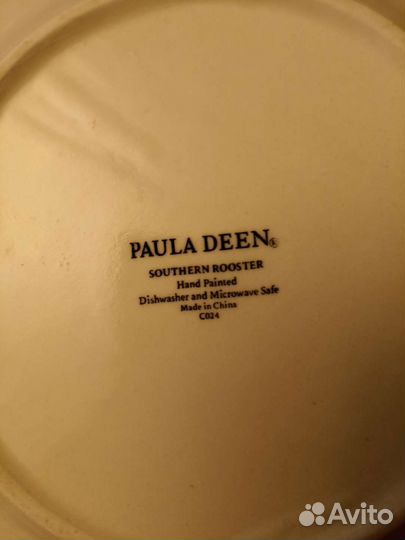 PAULA DEEN®
SOUTHERN ROOSTER
Hand Painted
Dishwasher and Microwave Safe
Made in China
C024
Avito